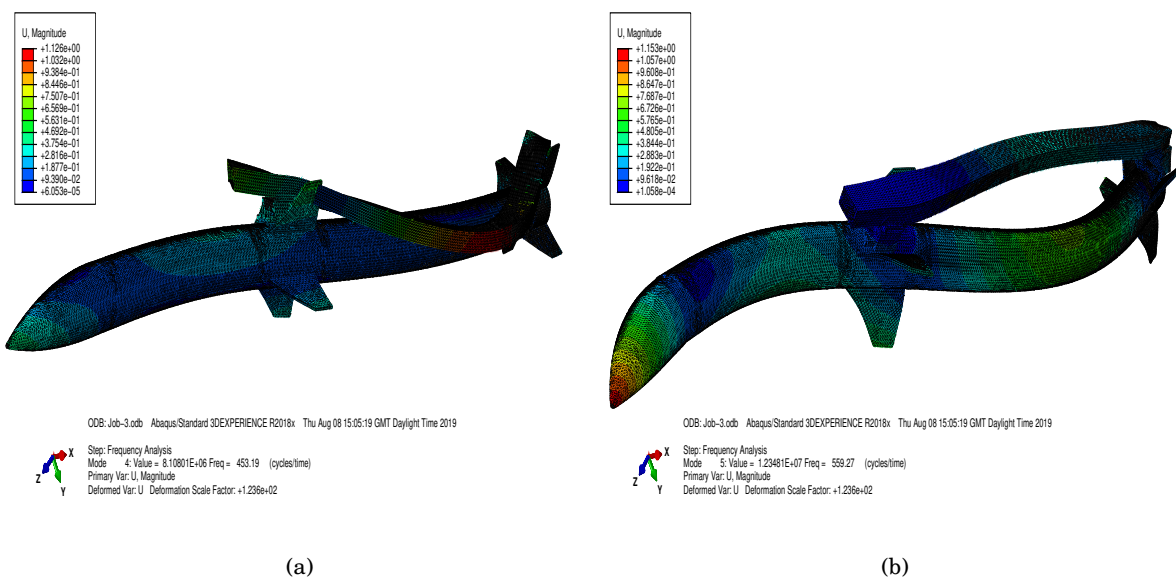 U, Magnitude
+1.126e+00
+1.032e+00
+9.384e−01
+8.446e−01
+7.507e−01
+6.569e−01
+5.631e−01
+4.692e−01
+3.754e−01
+2.816e−01
+1.877e−01
+9.390e−02
+6.053e−05
ODB: Job−3.odb Abaqus/Standard 3DEXPERIENCE R2018x Thu Aug 08 15:05:19 GMT Daylight Time 2019
X
Z
Y
Step: Frequency Analysis
Mode 4: Value = 8.10801E+06 Freq = 453.19 (cycles/time)
Primary Var: U, Magnitude
Deformed Var: U Deformation Scale Factor: +1.236e+02
(a)
U, Magnitude
+1.153e+00
+1.057e+00
+9.608e−01
+8.647e−01
+7.687e−01
+6.726e−01
+5.765e−01
+4.805e−01
+3.844e−01
+2.883e−01
+1.922e−01
+9.618e−02
+1.058e−04
ODB: Job−3.odb Abaqus/Standard 3DEXPERIENCE R2018x Thu Aug 08 15:05:19 GMT Daylight Time 2019
X
Z
Y
Step: Frequency Analysis
Mode 5: Value = 1.23481E+07 Freq = 559.27 (cycles/time)
Primary Var: U, Magnitude
Deformed Var: U Deformation Scale Factor: +1.236e+02
(b)